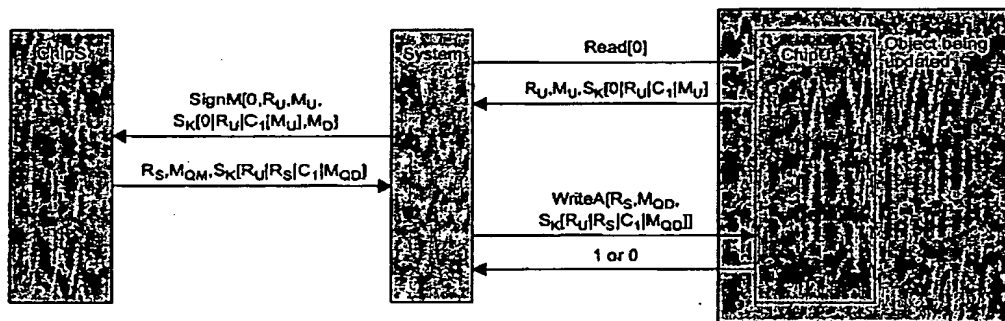 ChipS
System
ChipU
Object being
updated
Read[0]
R_U,M_U,S_K[0|R_U|C_1|M_U]
SignM[0,R_U,M_U,
S_K[0|R_U|C_1|M_U],M_D]
R_S,M_QM,S_K[R_U|R_S|C_1|M_QD]
WriteA[R_S,M_QD,
S_K[R_U|R_S|C_1|M_QD]]
1 or 0